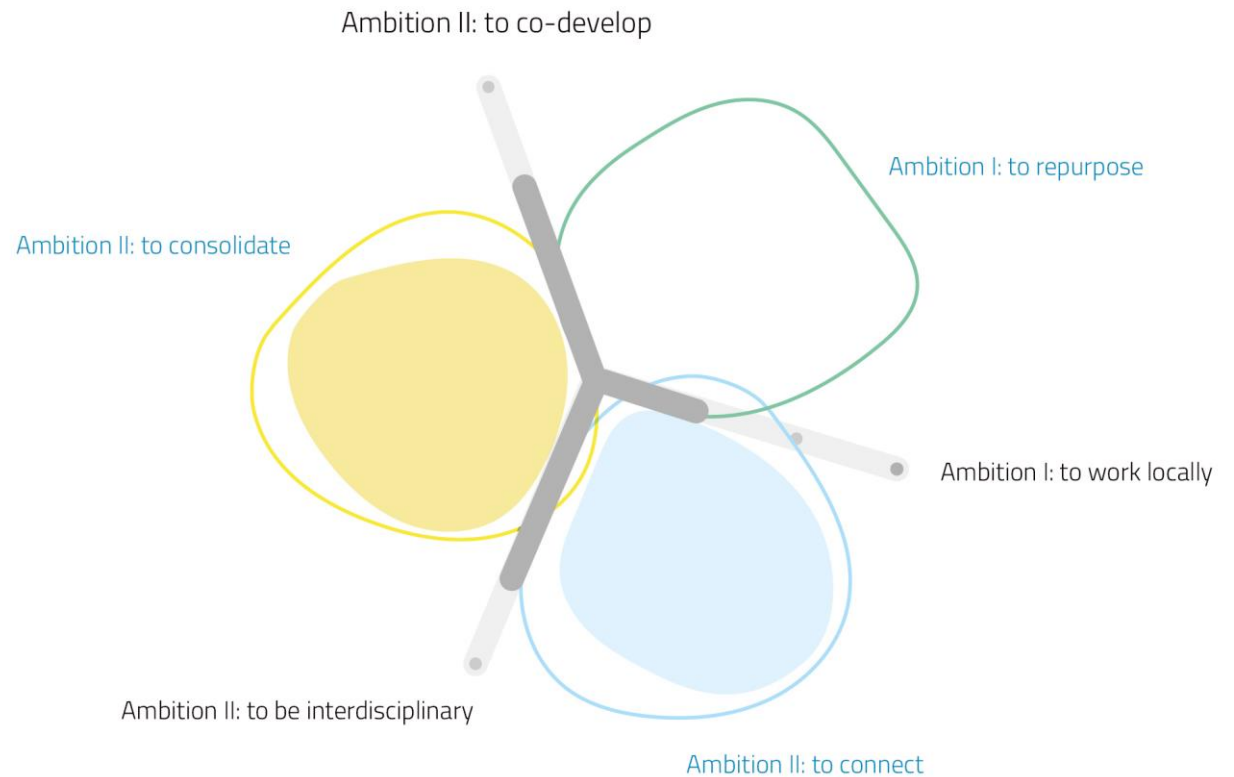 Ambition II: to co-develop
Ambition I: to repurpose
Ambition II: to consolidate
Ambition I: to work locally
Ambition II: to be interdisciplinary
Ambition II: to connect